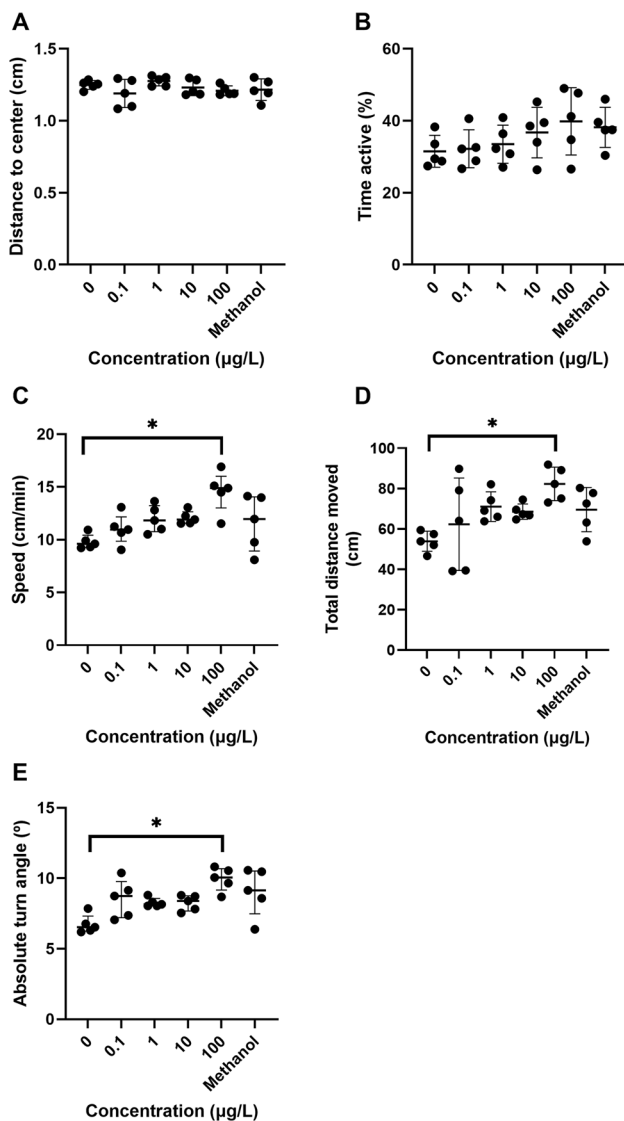 A
Distance to center (cm)
1.5
1.0
0.5
0.0
0
0.1
1
10
100
Methanol
Concentration (µg/L)
B
Time active (%)
60
40
20
0
0
0.1
1
10
100
Methanol
Concentration (µg/L)
C
Speed (cm/min)
20
15
10
5
0
*
0
0.1
1
10
100
Methanol
Concentration (µg/L)
D
Total distance moved
(cm)
100
80
60
40
20
0
*
0
0.1
1
10
100
Methanol
Concentration (µg/L)
E
Absolute turn angle (º)
15
10
5
0
*
0
0.1
1
10
100
Methanol
Concentration (µg/L)